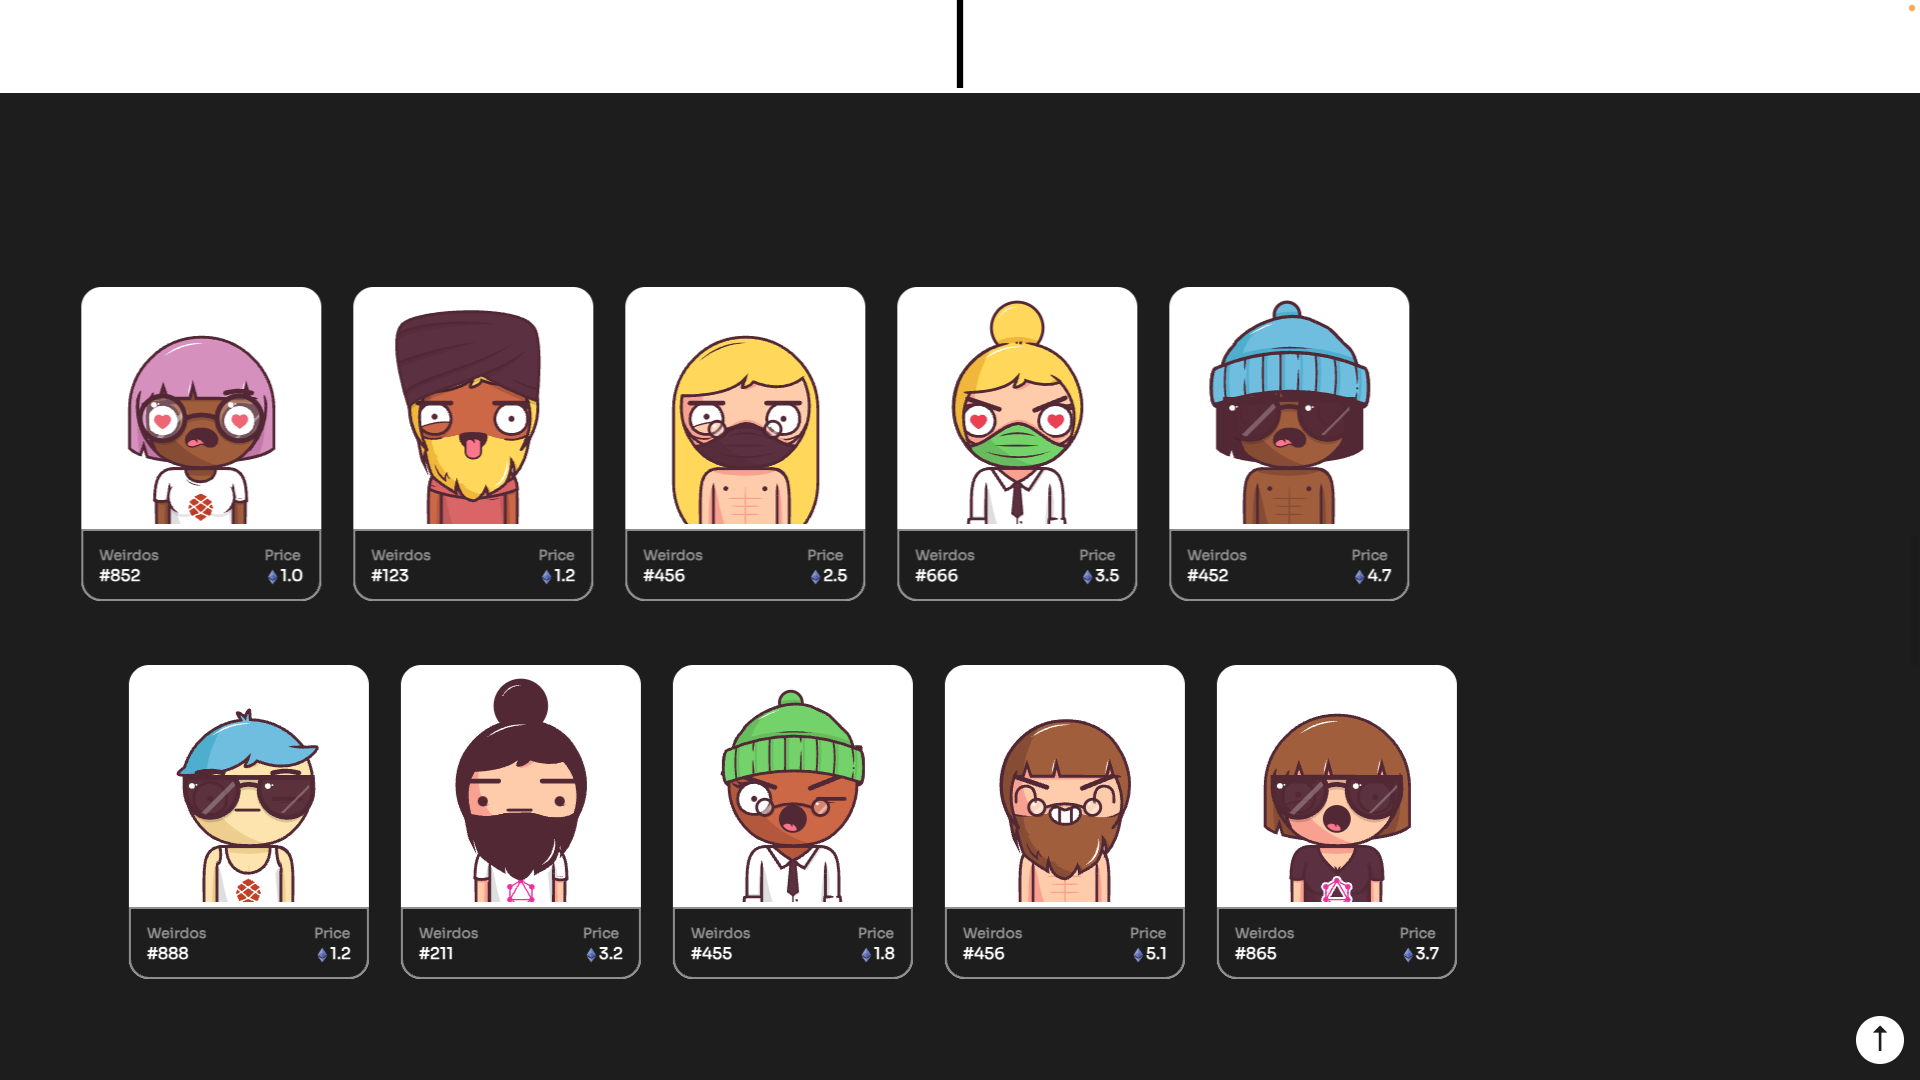 Weirdos Price
#852 1.0
Weirdos Price
#123 1.2
Weirdos Price
#456 2.5
Weirdos Price
#666 3.5
Weirdos Price
#452 4.7
Weirdos Price
#888 1.2
Weirdos Price
#211 3.2
Weirdos Price
#455 1.8
Weirdos Price
#456 5.1
Weirdos Price
#865 3.7